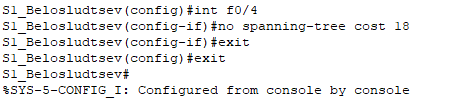 S1_Belosludtsev(config)#int f0/4
S1_Belosludtsev(config-if)#no spanning-tree cost 18
S1_Belosludtsev(config-if)#exit
S1_Belosludtsev(config)#exit
S1_Belosludtsev#
%SYS-5-CONFIG_I: Configured from console by console